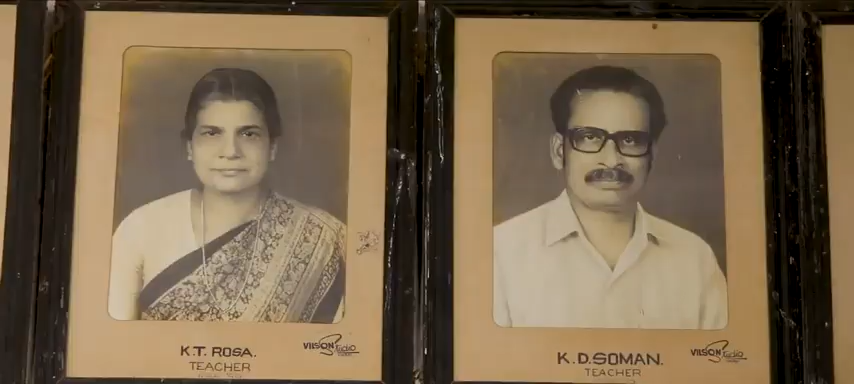 K.T. ROSA.
TEACHER
VILSON Studio
K.D.SOMAN.
TEACHER
VILSON Studio